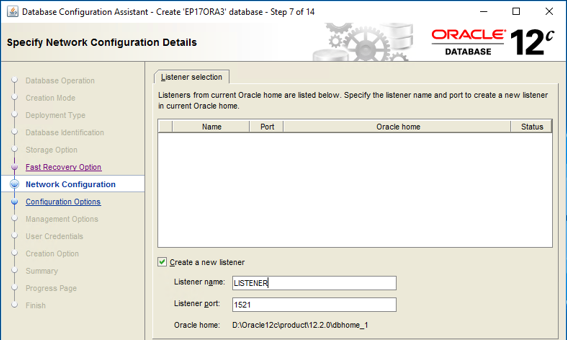 Database Configuration Assistant - Create 'EP17ORA3' database - Step 7 of 14
Specify Network Configuration Details
ORACLE
DATABASE 12c
Database Operation
Creation Mode
Deployment Type
Database Identification
Storage Option
Fast Recovery Option
Network Configuration
Configuration Options
Management Options
User Credentials
Creation Option
Summary
Progress Page
Finish
Listener selection
Listeners from current Oracle home are listed below. Specify the listener name and port to create a new listener
in current Oracle home.
Name Port Oracle home Status
Create a new listener
Listener name: LISTENER
Listener port: 1521
Oracle home: D:\Oracle12c\product\12.2.0\dbhome_1